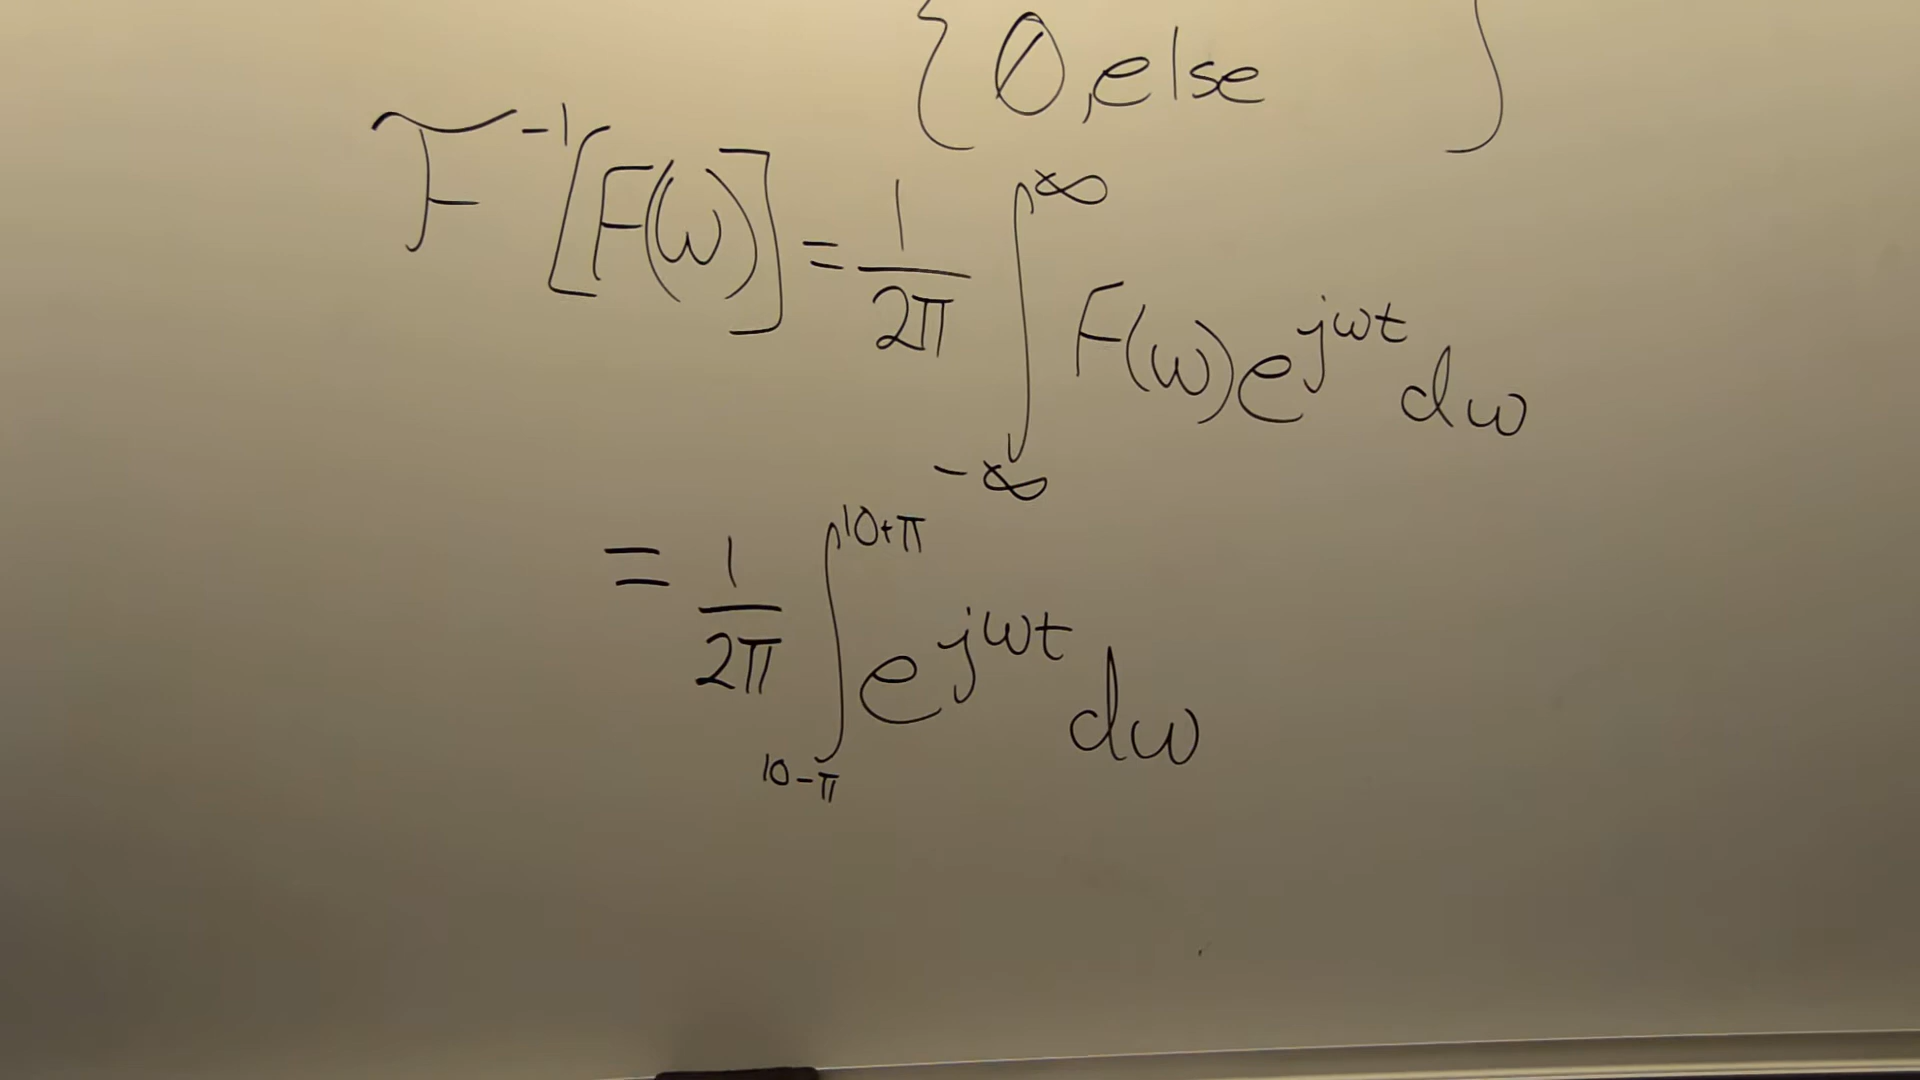 { 0, else }
F⁻¹[F(ω)] = 1/2π ∫_{-∞}^{∞} F(ω)e^{jωt} dω
= 1/2π ∫_{10-π}^{10+π} e^{jωt} dω